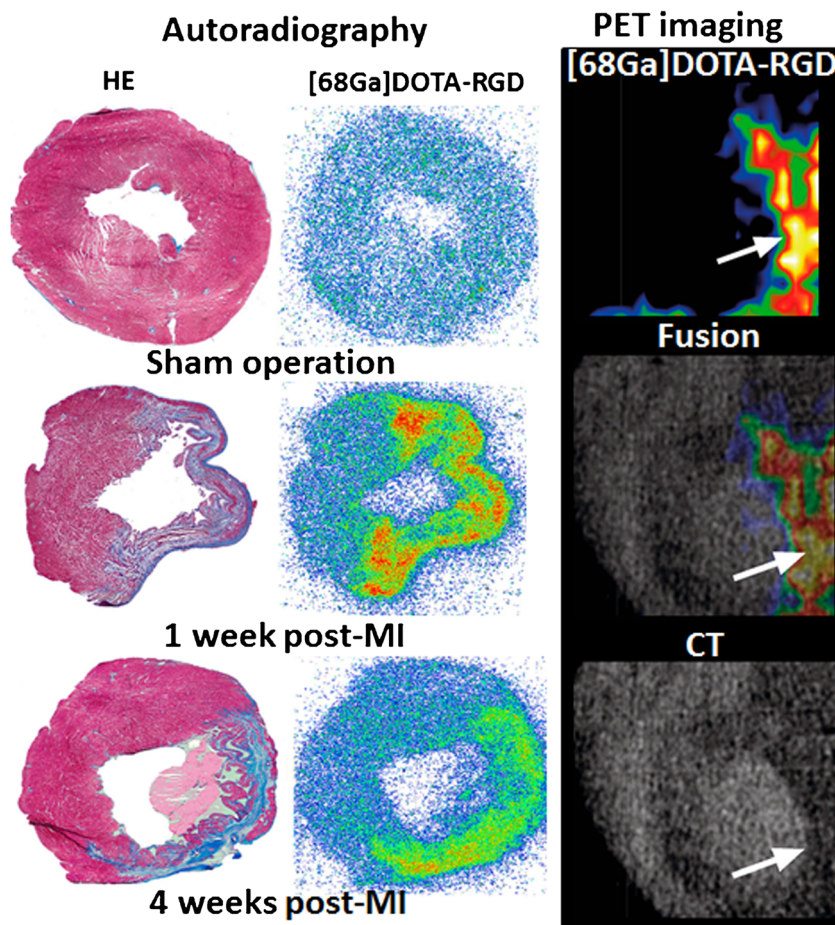 Autoradiography
HE
[68Ga]DOTA-RGD
Sham operation
1 week post-MI
4 weeks post-MI
PET imaging
[68Ga]DOTA-RGD
Fusion
CT